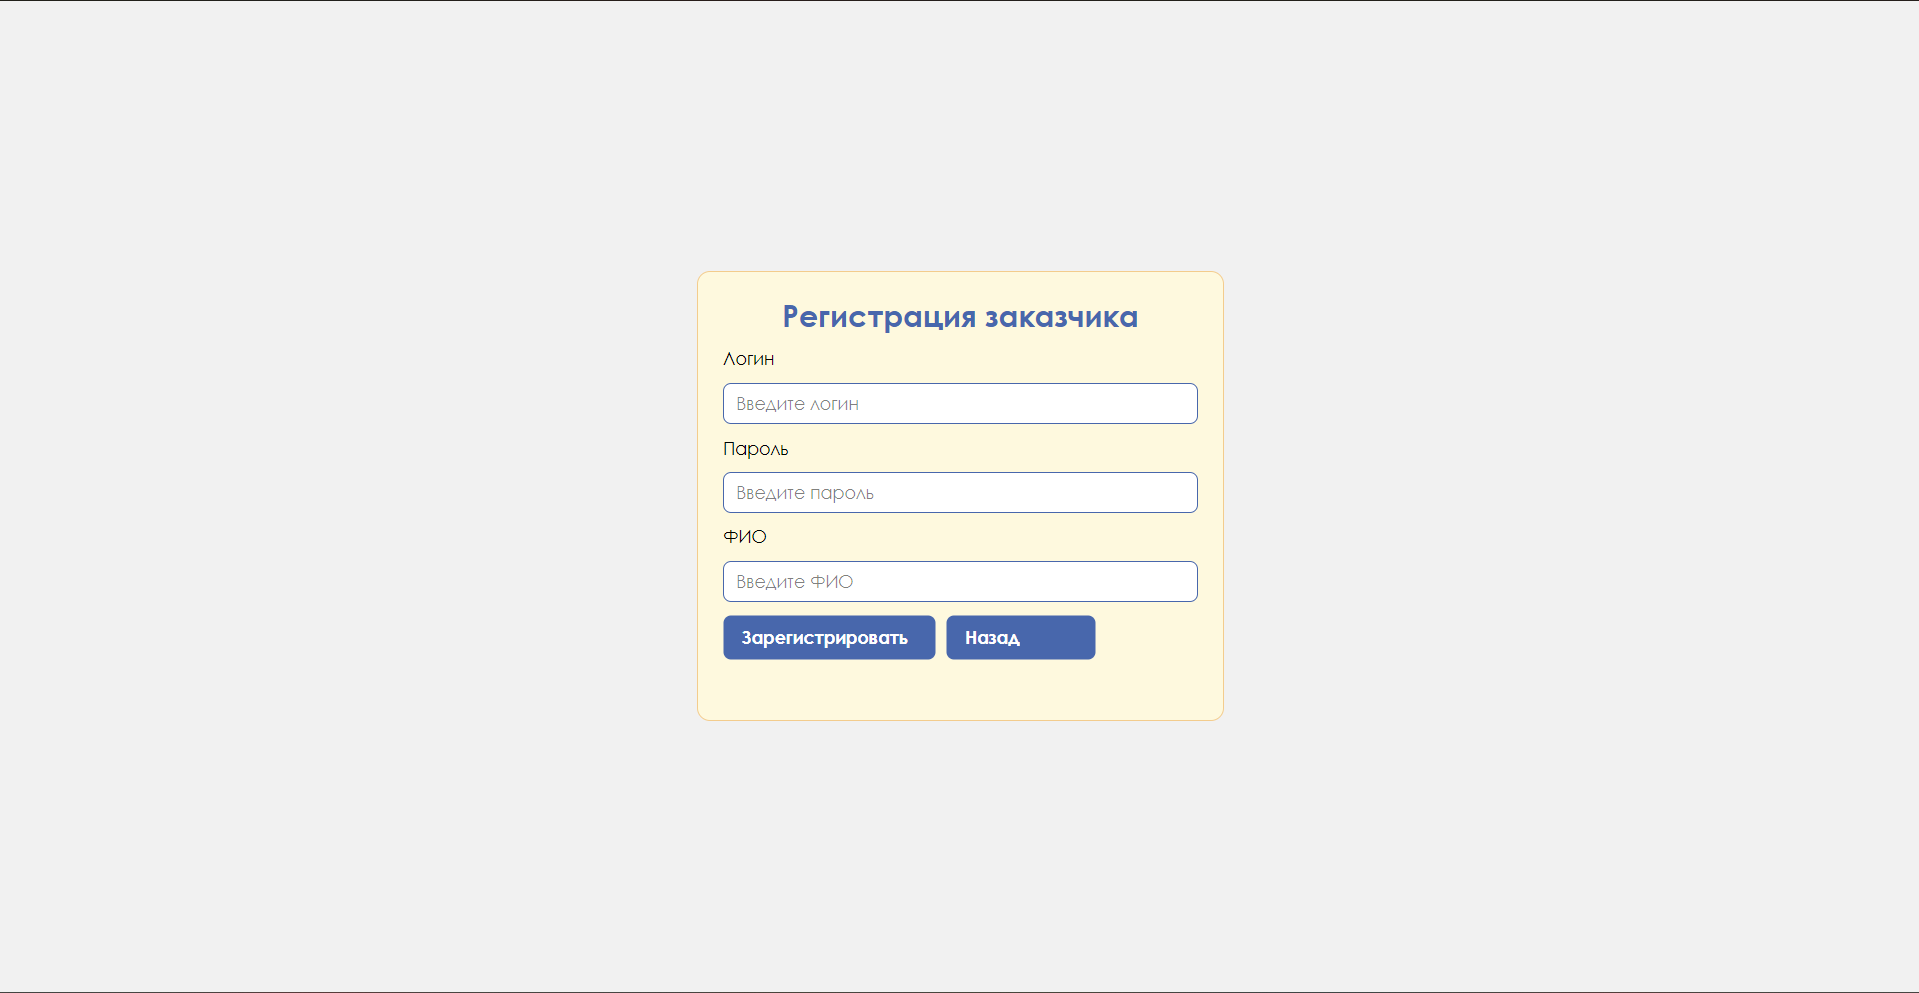 Регистрация заказчика
Логин
Введите логин
Пароль
Введите пароль
ФИО
Введите ФИО
Зарегистрировать Назад